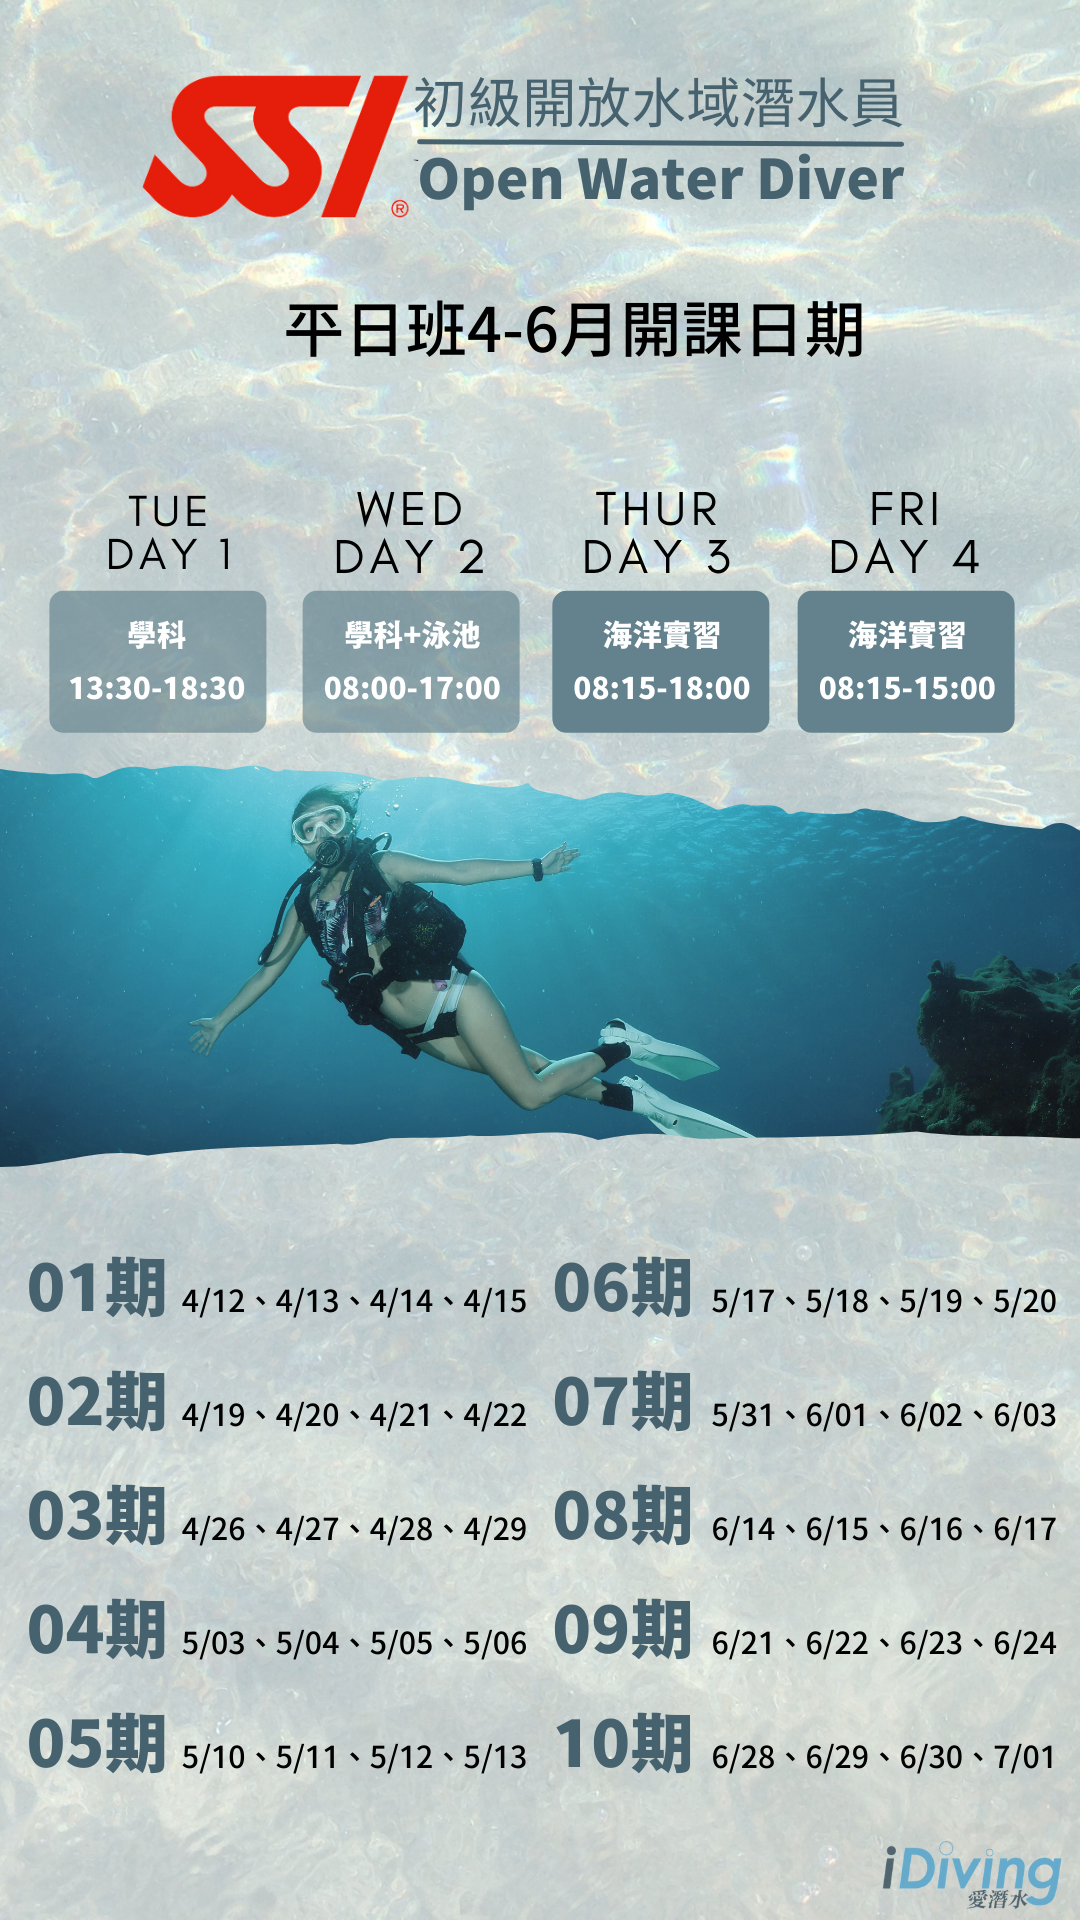 SSI®
初級開放水域潛水員
Open Water Diver
平日班4-6月開課日期
TUE
DAY 1
學科
13:30-18:30
WED
DAY 2
學科+泳池
08:00-17:00
THUR
DAY 3
海洋實習
08:15-18:00
FRI
DAY 4
海洋實習
08:15-15:00
01期 4/12、4/13、4/14、4/15
02期 4/19、4/20、4/21、4/22
03期 4/26、4/27、4/28、4/29
04期 5/03、5/04、5/05、5/06
05期 5/10、5/11、5/12、5/13
06期 5/17、5/18、5/19、5/20
07期 5/31、6/01、6/02、6/03
08期 6/14、6/15、6/16、6/17
09期 6/21、6/22、6/23、6/24
10期 6/28、6/29、6/30、7/01
iDiving
愛潛水